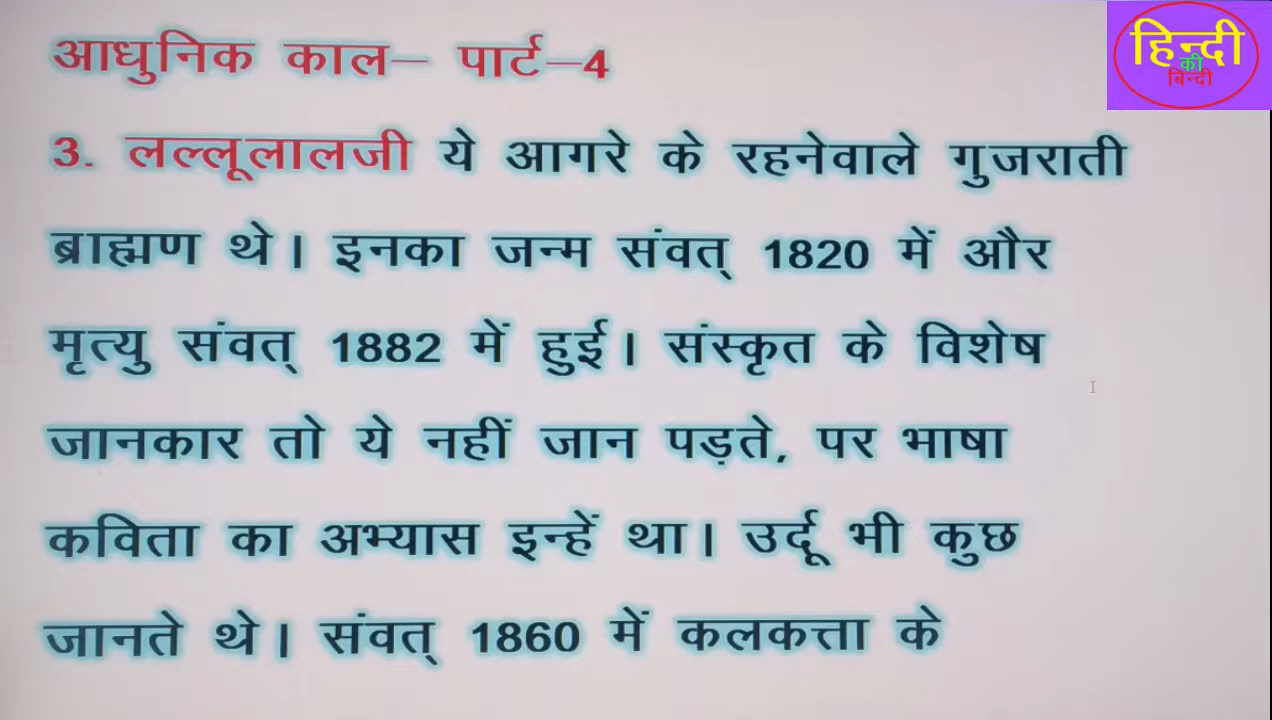 आधुनिक काल– पार्ट–4
हिन्दी
की
बिन्दी
3. लल्लूलालजी ये आगरे के रहनेवाले गुजराती
ब्राह्मण थे। इनका जन्म संवत् 1820 में और
मृत्यु संवत् 1882 में हुई। संस्कृत के विशेष
जानकार तो ये नहीं जान पड़ते, पर भाषा
कविता का अभ्यास इन्हें था। उर्दू भी कुछ
जानते थे। संवत् 1860 में कलकत्ता के